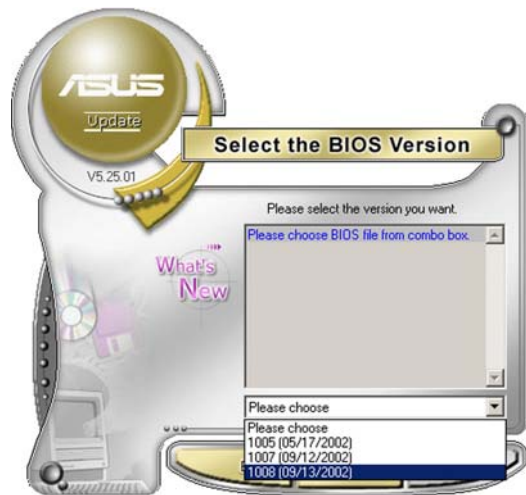 ASUS
Update
V5.25.01
Select the BIOS Version
Please select the version you want.
Please choose BIOS file from combo box.
What's
New
Please choose
Please choose
1005 (05/17/2002)
1007 (09/12/2002)
1008 (09/13/2002)